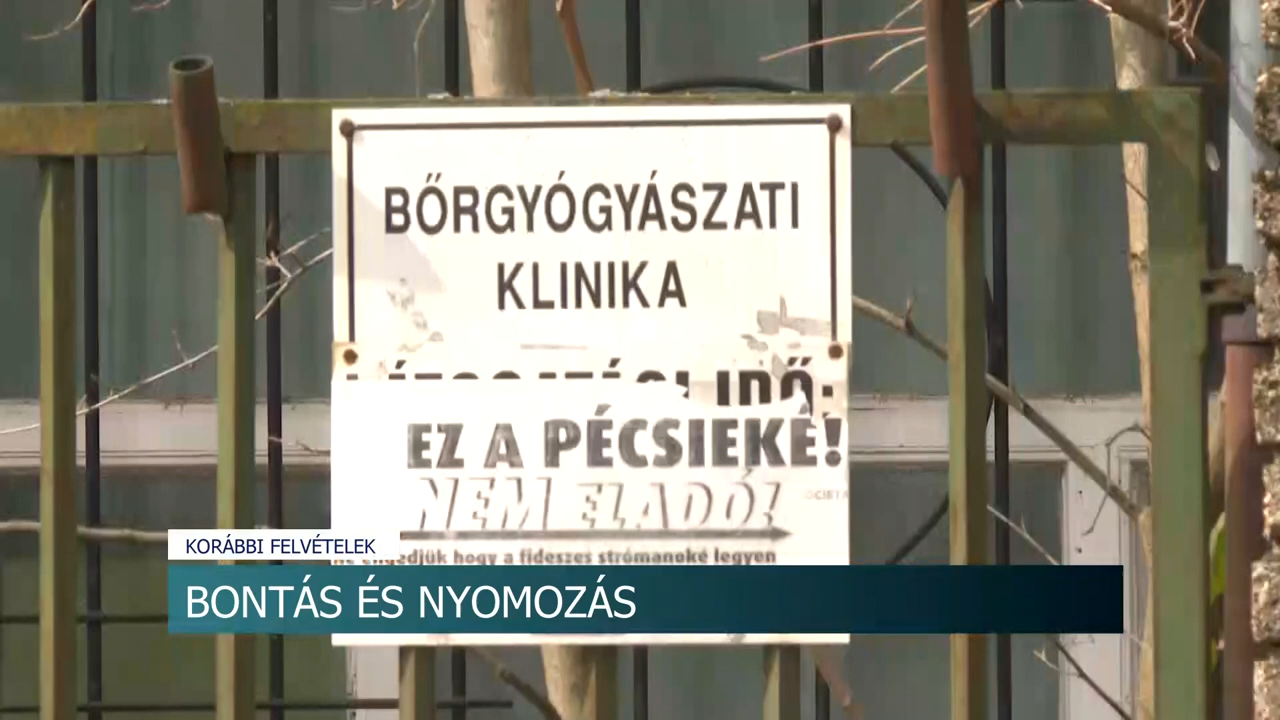 BŐRGYÓGYÁSZATI
KLINIKA
IDŐ:
EZ A PÉCSIEKÉ!
NEM ELADÓ!
hogy a fideszes strómanoké legyen
KORÁBBI FELVÉTELEK
BONTÁS ÉS NYOMOZÁS